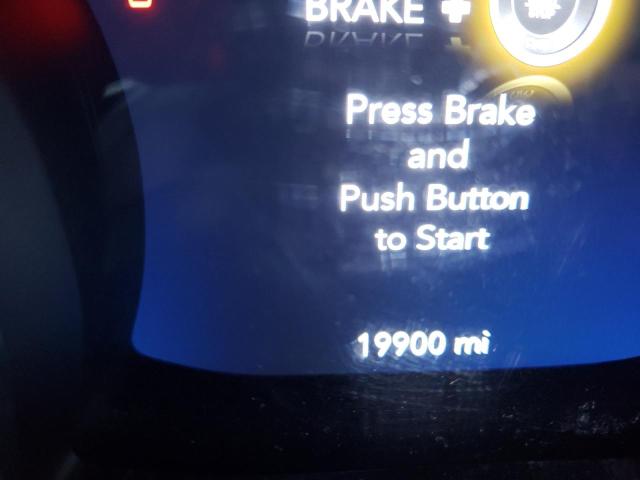 BRAKE +
Press Brake
and
Push Button
to Start
19900 mi